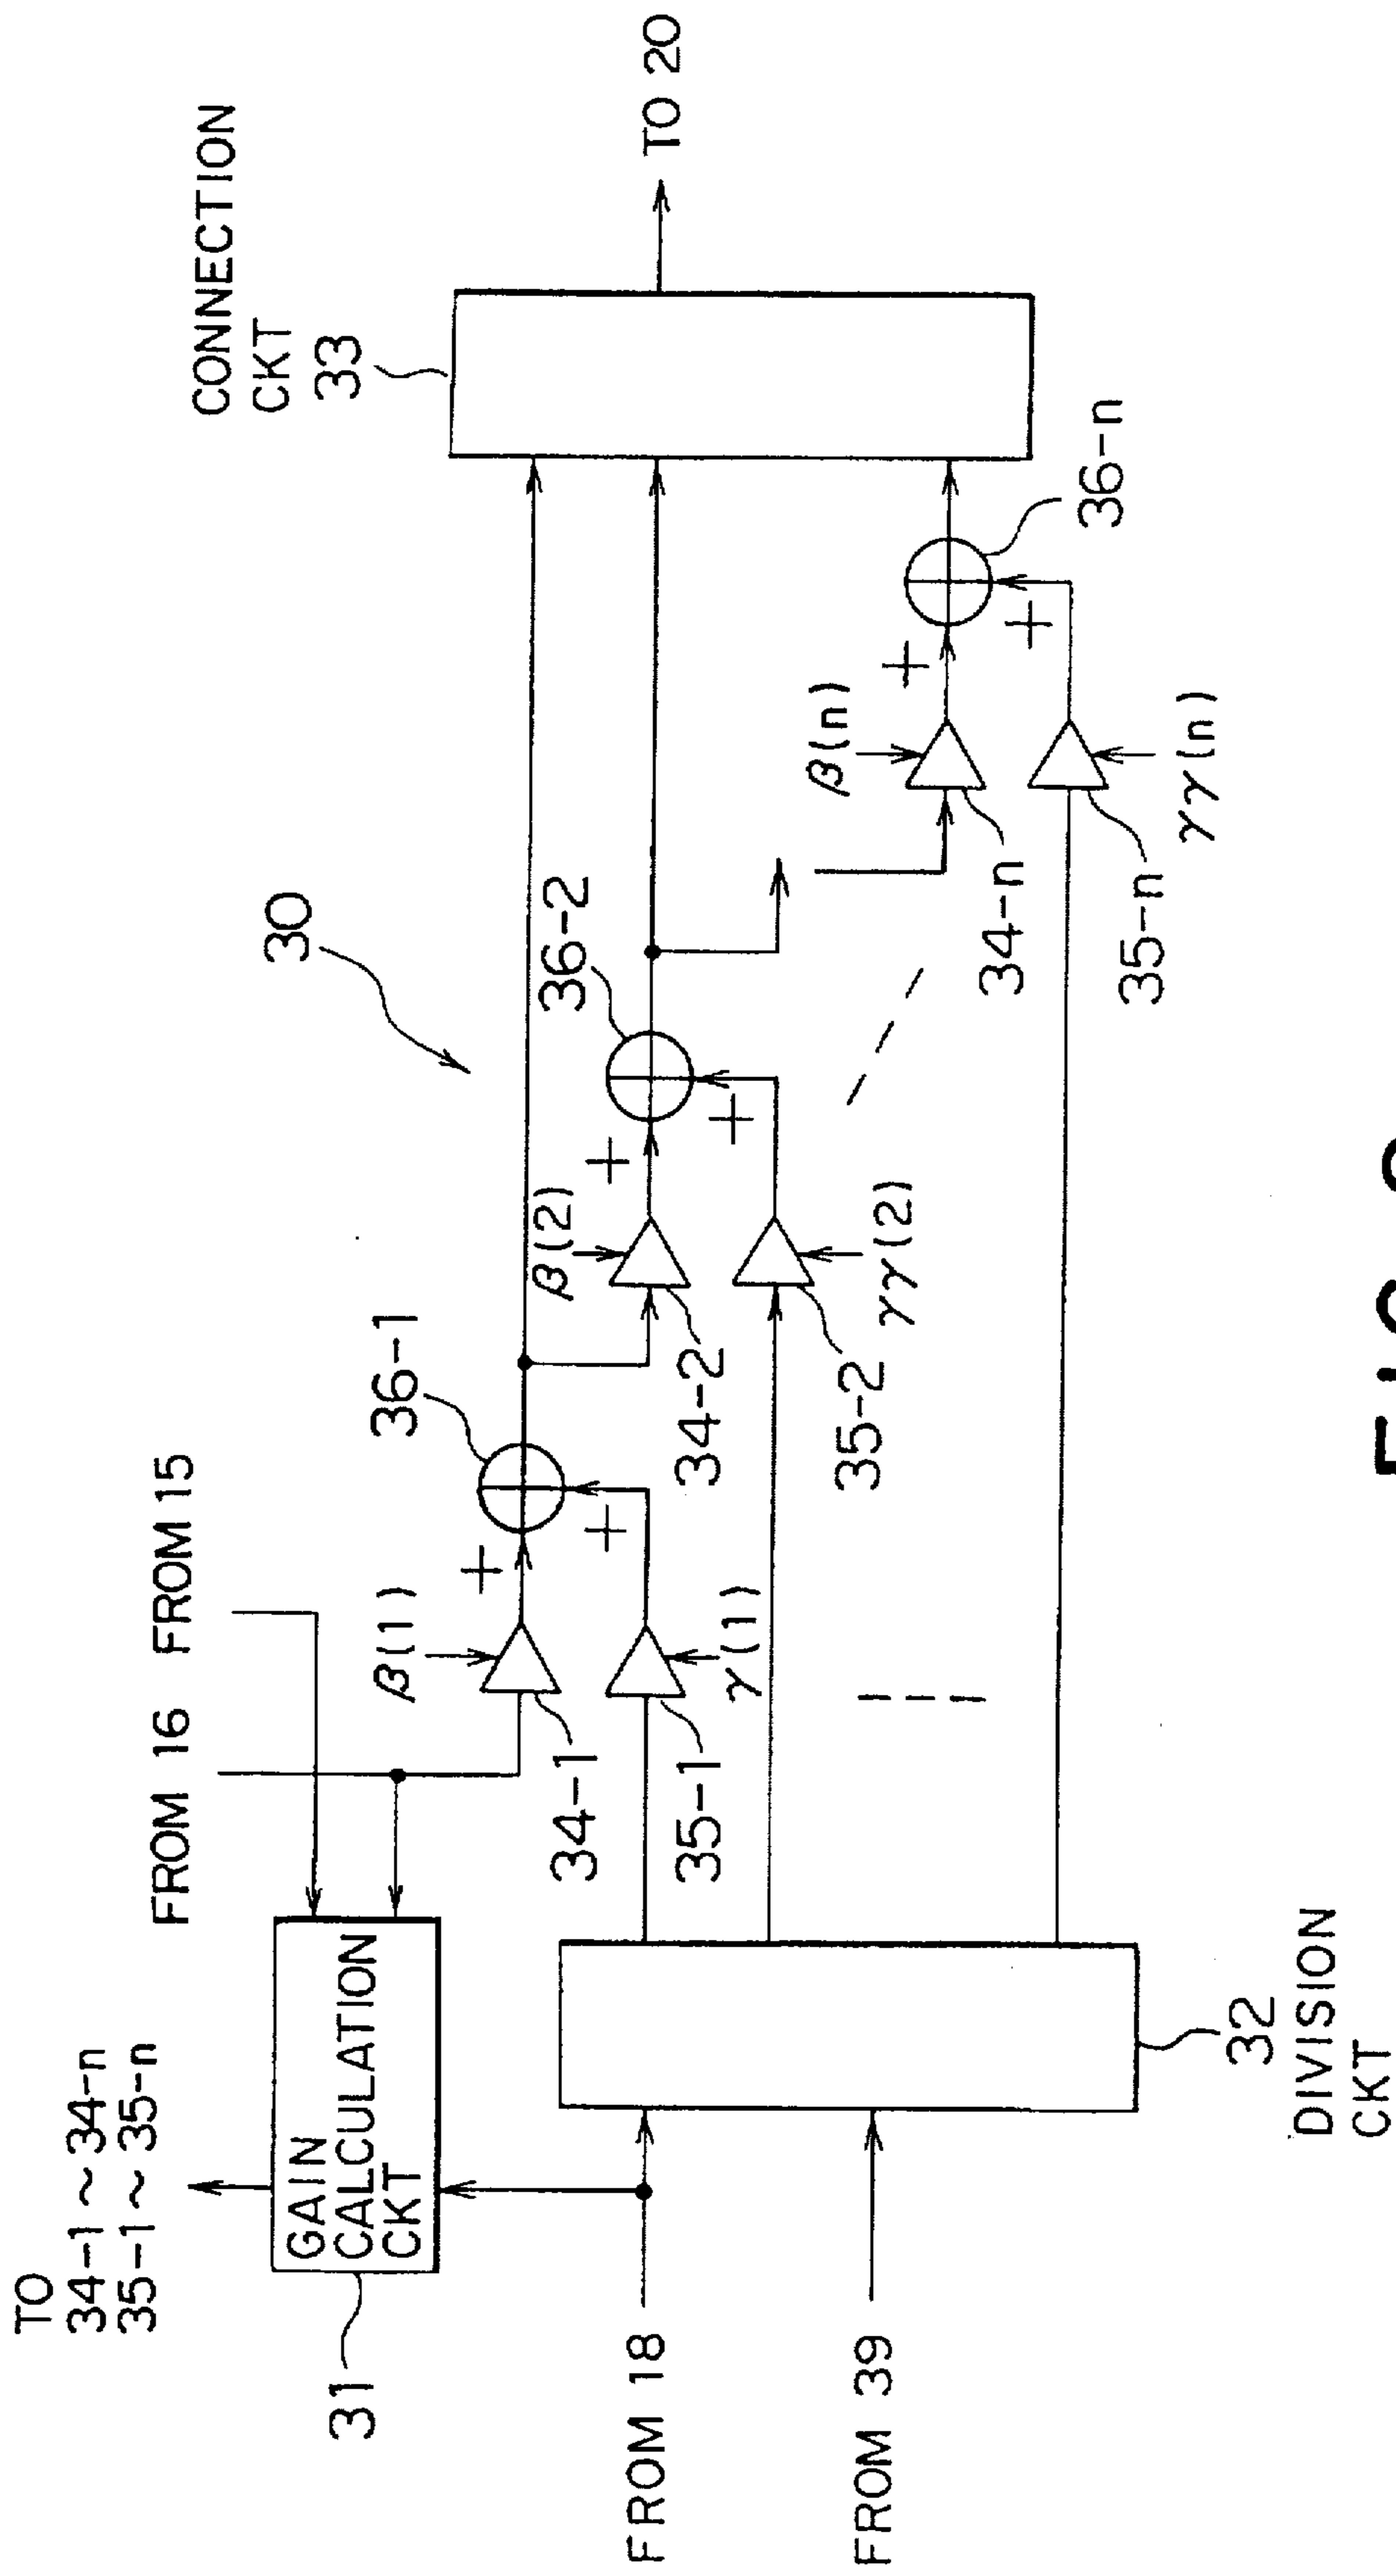 TO
34-1 ~ 34-n
35-1 ~ 35-n
FROM 16
FROM 15
31
GAIN
CALCULATION
CKT
30
CONNECTION
CKT
33
TO 20
FROM 18
FROM 39
32
DIVISION
CKT
β(1)
34-1
+
+
36-1
35-1
γ(1)
β(2)
34-2
+
+
36-2
35-2
γγ(2)
β(n)
34-n
+
+
36-n
35-n
γγ(n)